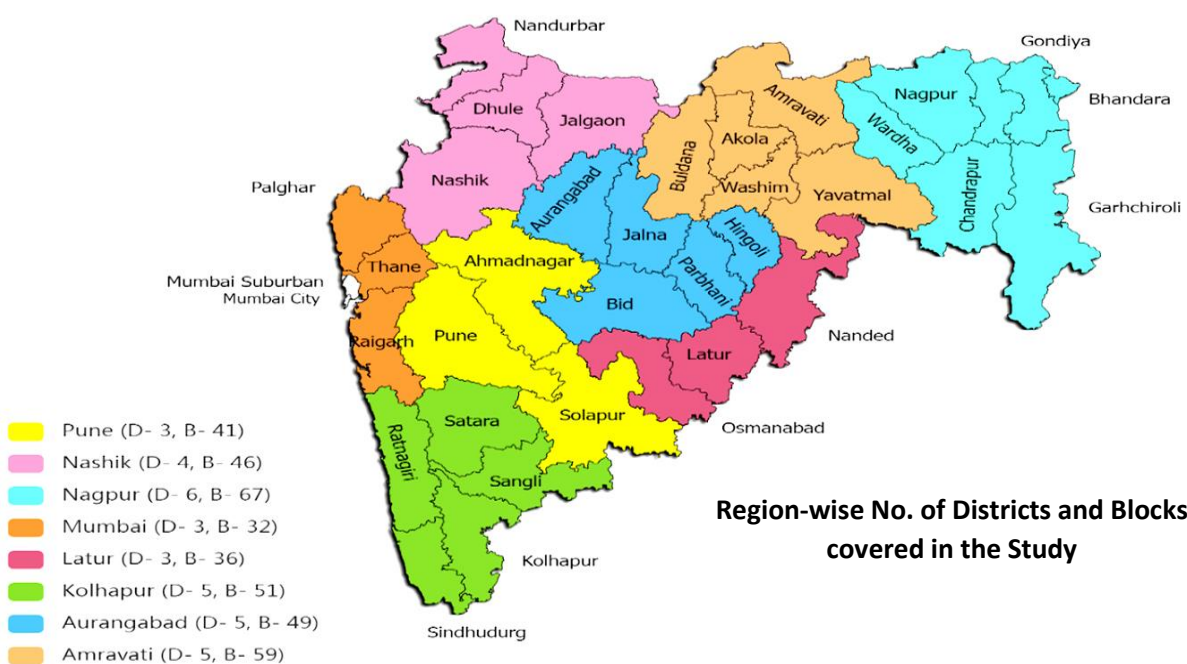 Nandurbar
Gondiya
Dhule
Jalgaon
Amravati
Nagpur
Bhandara
Akola
Wardha
Buldana
Nashik
Palghar
Washim
Yavatmal
Chandrapur
Garhchiroli
Aurangabad
Jalna
Hingoli
Thane
Ahmadnagar
Parbhani
Mumbai Suburban
Mumbai City
Bid
Raigarh
Pune
Nanded
Latur
Satara
Solapur
Osmanabad
Ratnagiri
Sangli
Kolhapur
Sindhudurg
Pune (D- 3, B- 41)
Nashik (D- 4, B- 46)
Nagpur (D- 6, B- 67)
Mumbai (D- 3, B- 32)
Latur (D- 3, B- 36)
Kolhapur (D- 5, B- 51)
Aurangabad (D- 5, B- 49)
Amravati (D- 5, B- 59)
Region-wise No. of Districts and Blocks
covered in the Study